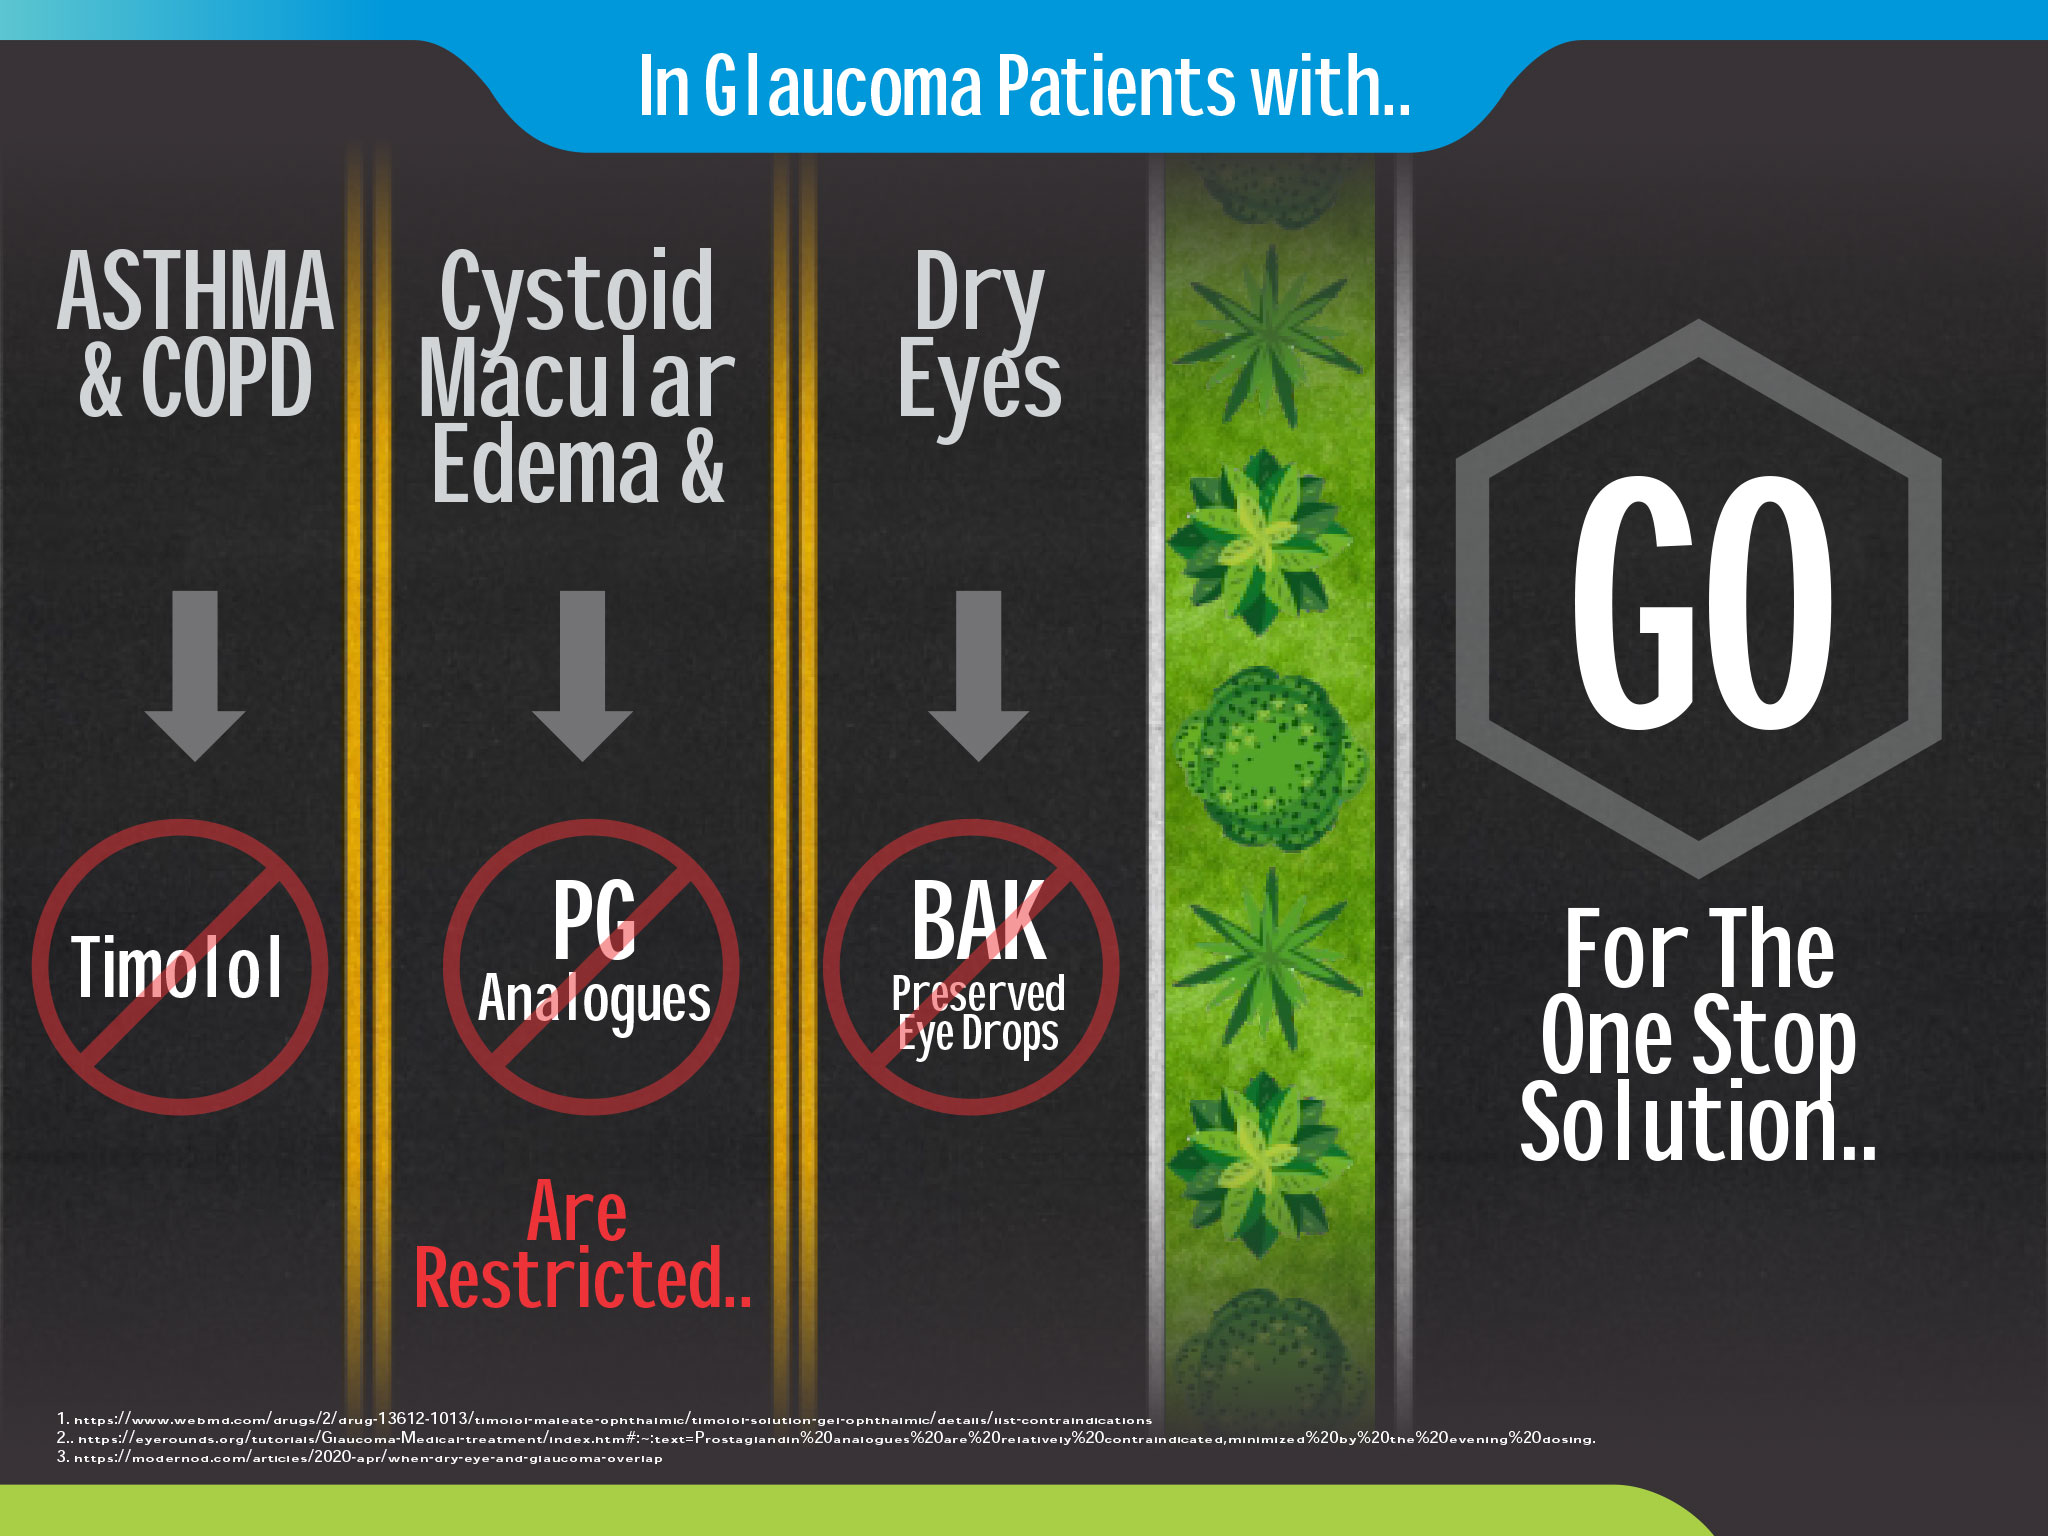 In Glaucoma Patients with..
ASTHMA
& COPD
Timolol
Cystoid
Macular
Edema &
PG
Analogues
Are
Restricted..
Dry
Eyes
BAK
Preserved
Eye Drops
GO
For The
One Stop
Solution..
1. https://www.webmd.com/drugs/2/drug-13612-1013/timolol-maleate-ophthalmic/timolol-solution-gel-ophthalmic/details/list-contraindications
2.. https://eyerounds.org/tutorials/Glaucoma-Medical-treatment/index.htm#:~:text=Prostaglandin%20analogues%20are%20relatively%20contraindicated,minimized%20by%20the%20evening%20dosing.
3. https://modernod.com/articles/2020-apr/when-dry-eye-and-glaucoma-overlap